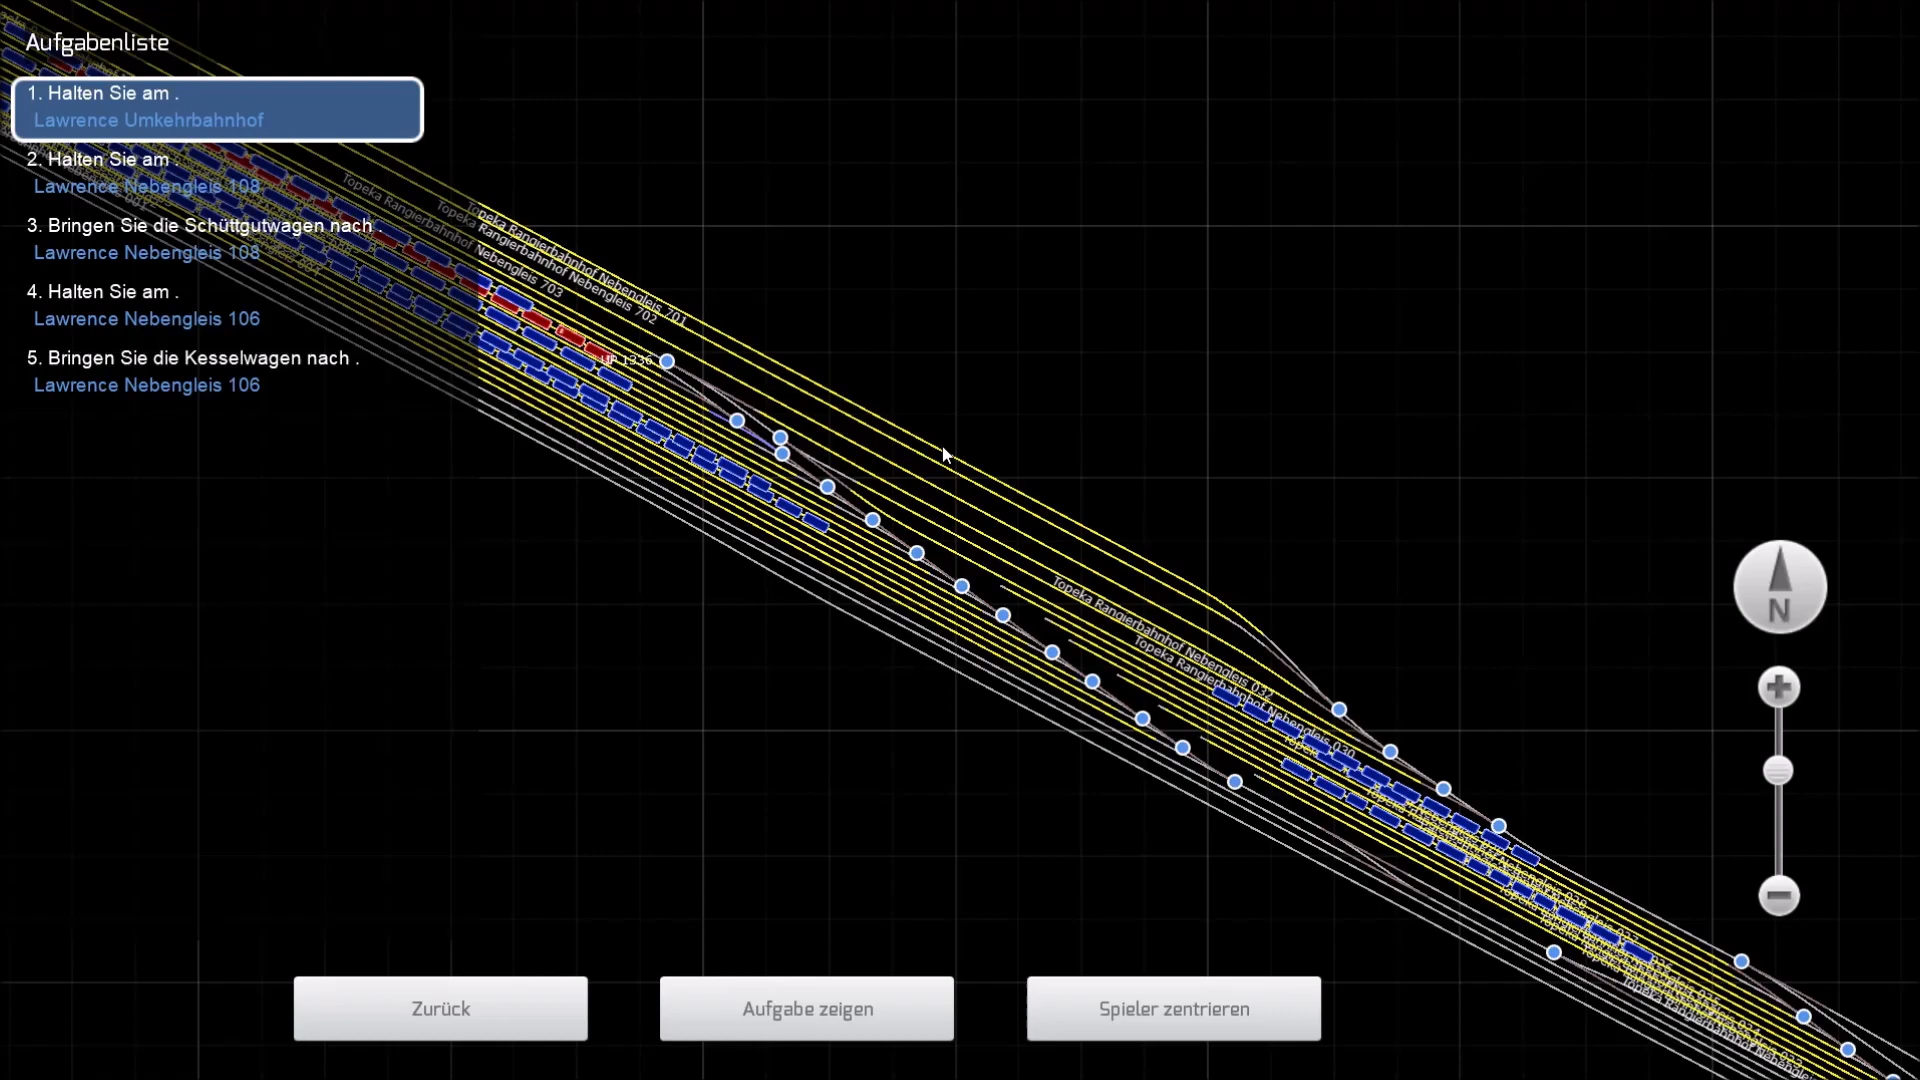 Aufgabenliste
1. Halten Sie am .
Lawrence Umkehrbahnhof
2. Halten Sie am .
Lawrence Nebengleis 108
3. Bringen Sie die Schüttgutwagen nach .
Lawrence Nebengleis 108
4. Halten Sie am .
Lawrence Nebengleis 106
5. Bringen Sie die Kesselwagen nach .
Lawrence Nebengleis 106
Topeka Rangierbahnhof Nebengleis 701
Topeka Rangierbahnhof Nebengleis 702
Topeka Rangierbahnhof Nebengleis 703
UP 1336
Topeka Rangierbahnhof Nebengleis 032
Topeka Rangierbahnhof Nebengleis 030
N
Zurück
Aufgabe zeigen
Spieler zentrieren